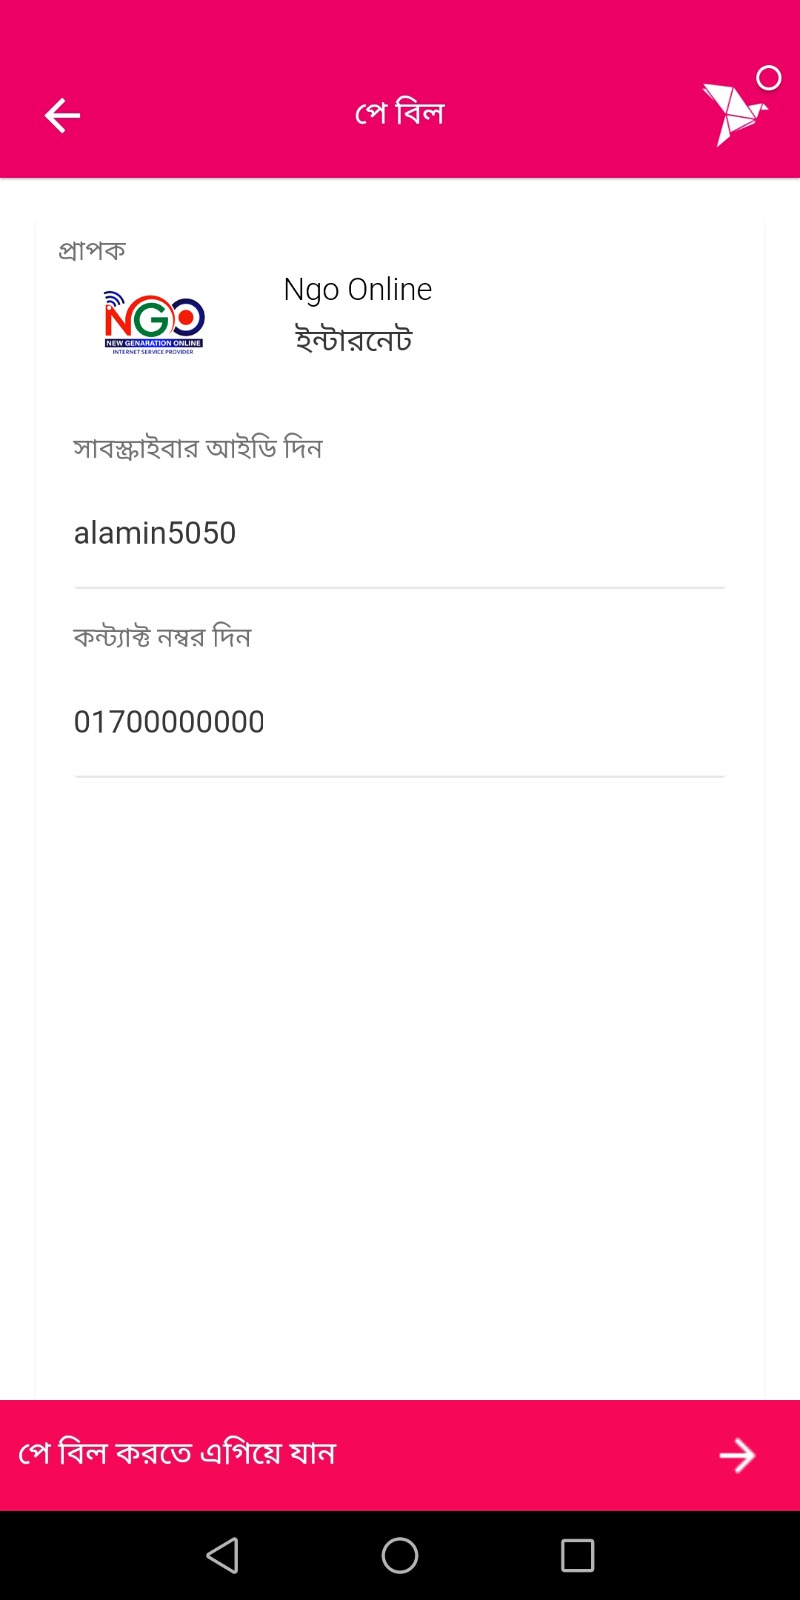 পে বিল
প্রাপক
NGO
NEW GENARATION ONLINE
INTERNET SERVICE PROVIDER
Ngo Online
ইন্টারনেট
সাবস্ক্রাইবার আইডি দিন
alamin5050
কন্ট্যাক্ট নম্বর দিন
01700000000
পে বিল করতে এগিয়ে যান